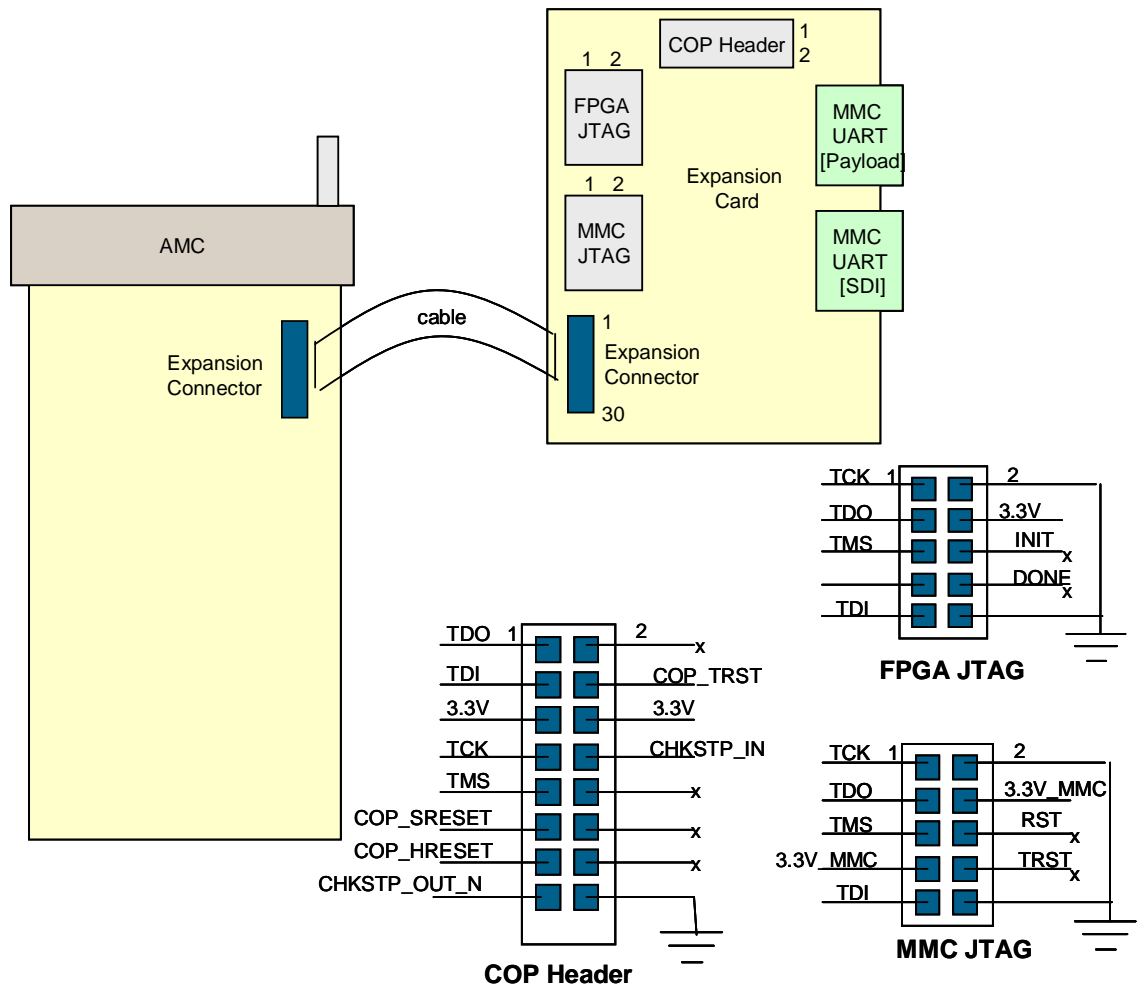 COP Header
1
2
1 2
FPGA
JTAG
MMC
UART
[Payload]
Expansion
Card
1 2
MMC
JTAG
MMC
UART
[SDI]
AMC
cable
1
Expansion
Connector
30
Expansion
Connector
TCK 1 2
TDO 3.3V
TMS INIT x
DONE x
TDI
FPGA JTAG
TDO 1 2 x
TDI COP_TRST
3.3V 3.3V
TCK CHKSTP_IN
TMS x
COP_SRESET x
COP_HRESET x
CHKSTP_OUT_N
COP Header
TCK 1 2
TDO 3.3V_MMC
TMS RST x
3.3V_MMC TRST x
TDI
MMC JTAG